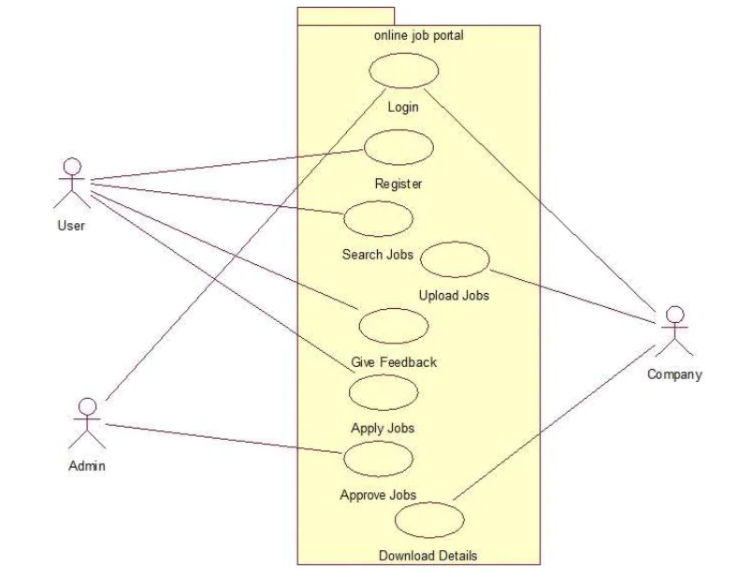 online job portal
Login
Register
User
Search Jobs
Upload Jobs
Give Feedback
Company
Apply Jobs
Admin
Approve Jobs
Download Details